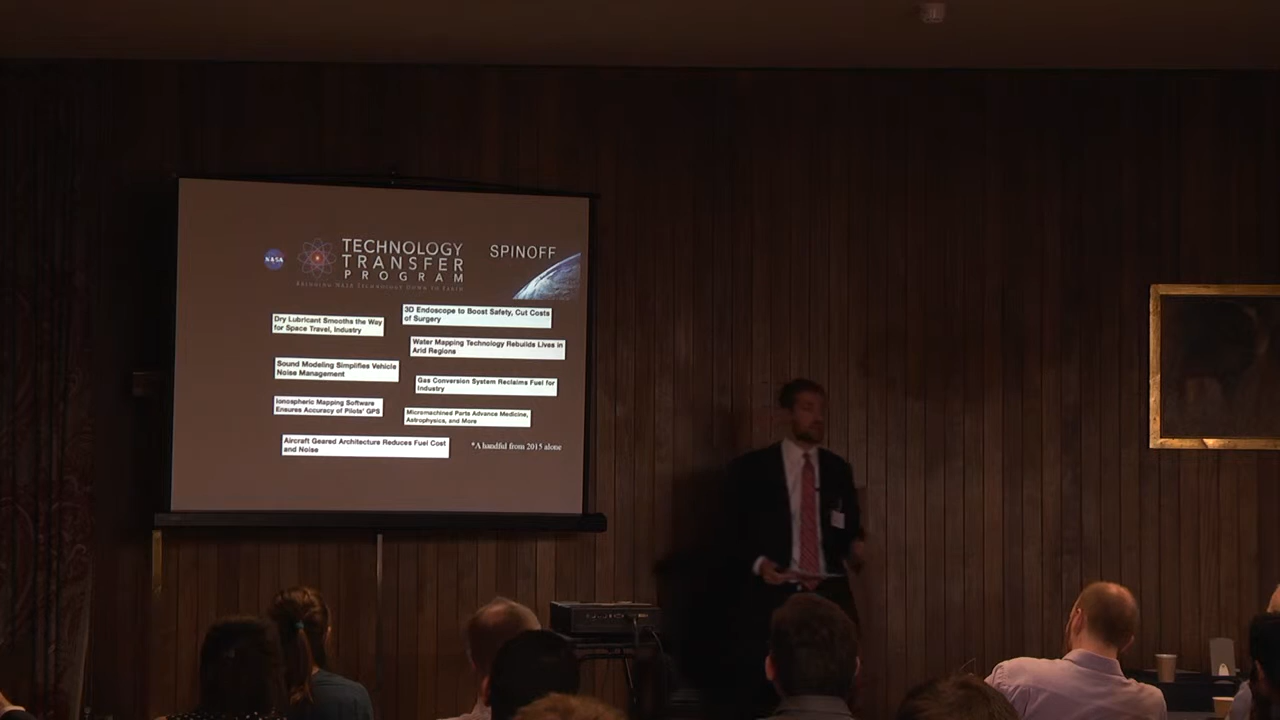 NASA
TECHNOLOGY
TRANSFER
PROGRAM
BRINGING NASA TECHNOLOGY DOWN TO EARTH
SPINOFF
Dry Lubricant Smooths the Way
for Space Travel, Industry
3D Endoscope to Boost Safety, Cut Costs
of Surgery
Water Mapping Technology Rebuilds Lives in
Arid Regions
Sound Modeling Simplifies Vehicle
Noise Management
Gas Conversion System Reclaims Fuel for
Industry
Ionospheric Mapping Software
Ensures Accuracy of Pilots' GPS
Micromachined Parts Advance Medicine,
Astrophysics, and More
Aircraft Geared Architecture Reduces Fuel Cost
and Noise
*A handful from 2015 alone